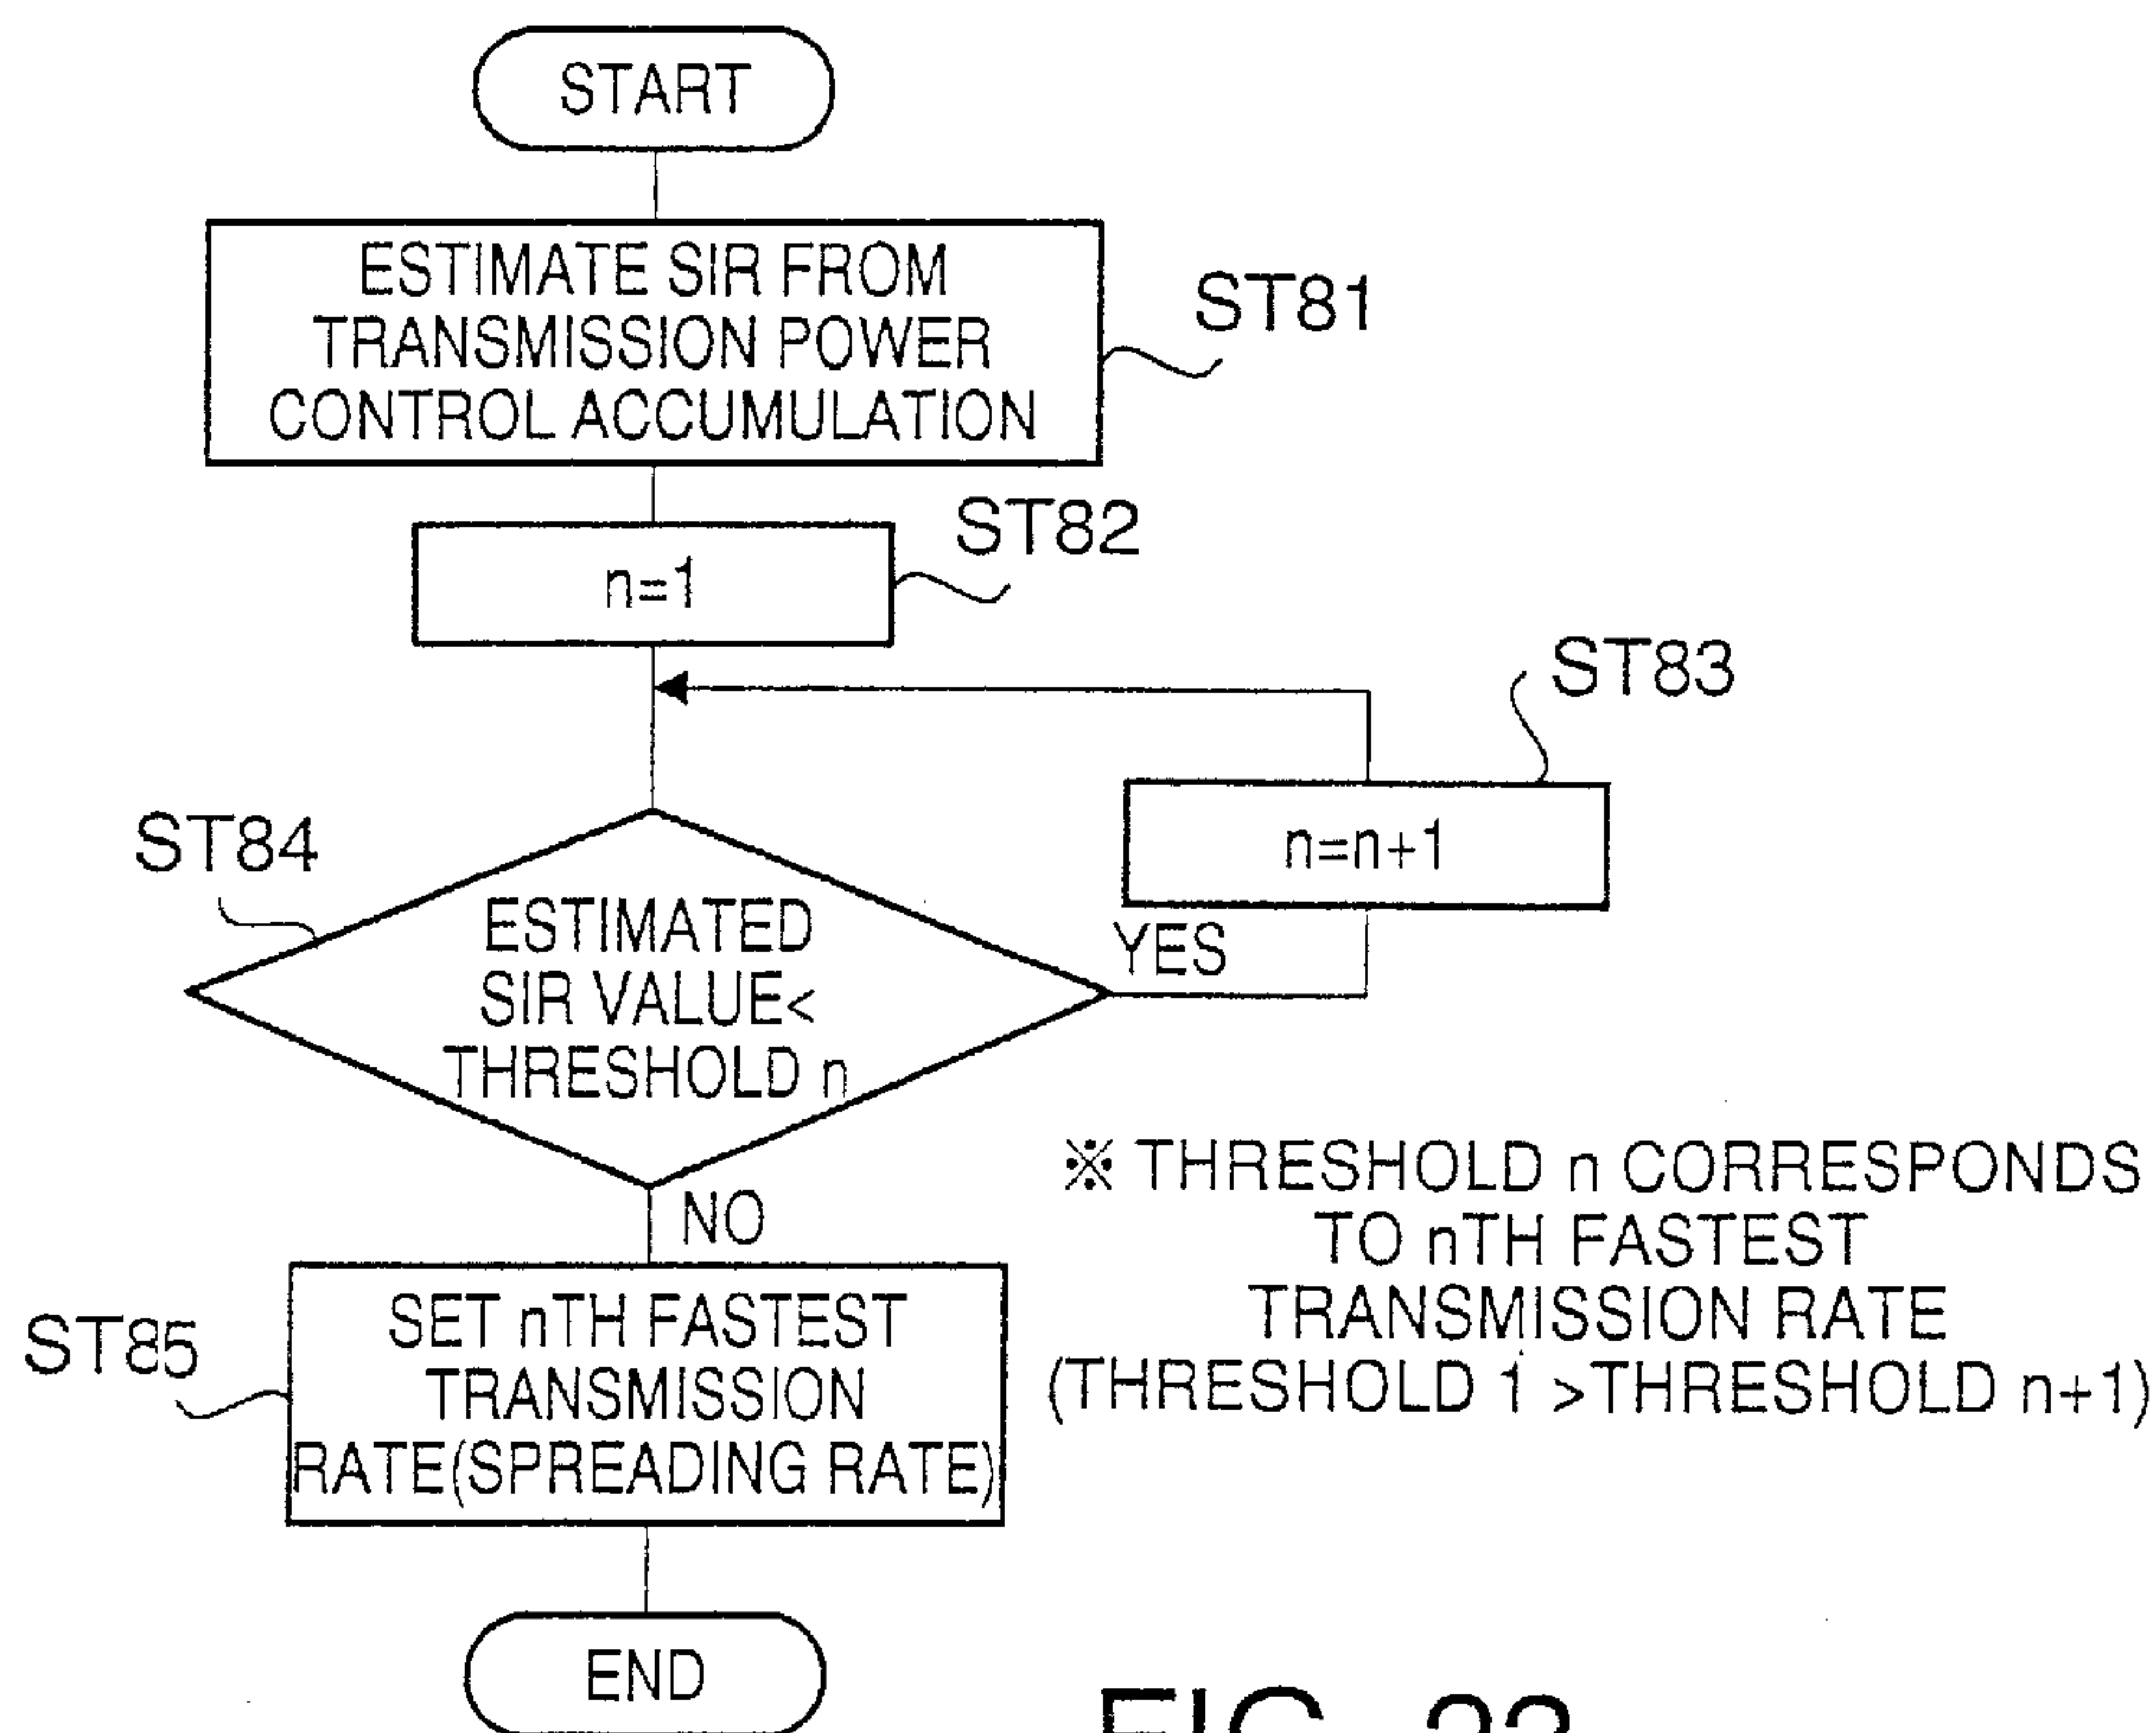 START
ESTIMATE SIR FROM
TRANSMISSION POWER
CONTROL ACCUMULATION
ST81
n=1
ST82
ST83
n=n+1
ST84
ESTIMATED
SIR VALUE<
THRESHOLD n
YES
NO
※ THRESHOLD n CORRESPONDS
TO nTH FASTEST
TRANSMISSION RATE
(THRESHOLD 1 >THRESHOLD n+1)
SET nTH FASTEST
TRANSMISSION
RATE(SPREADING RATE)
ST85
END